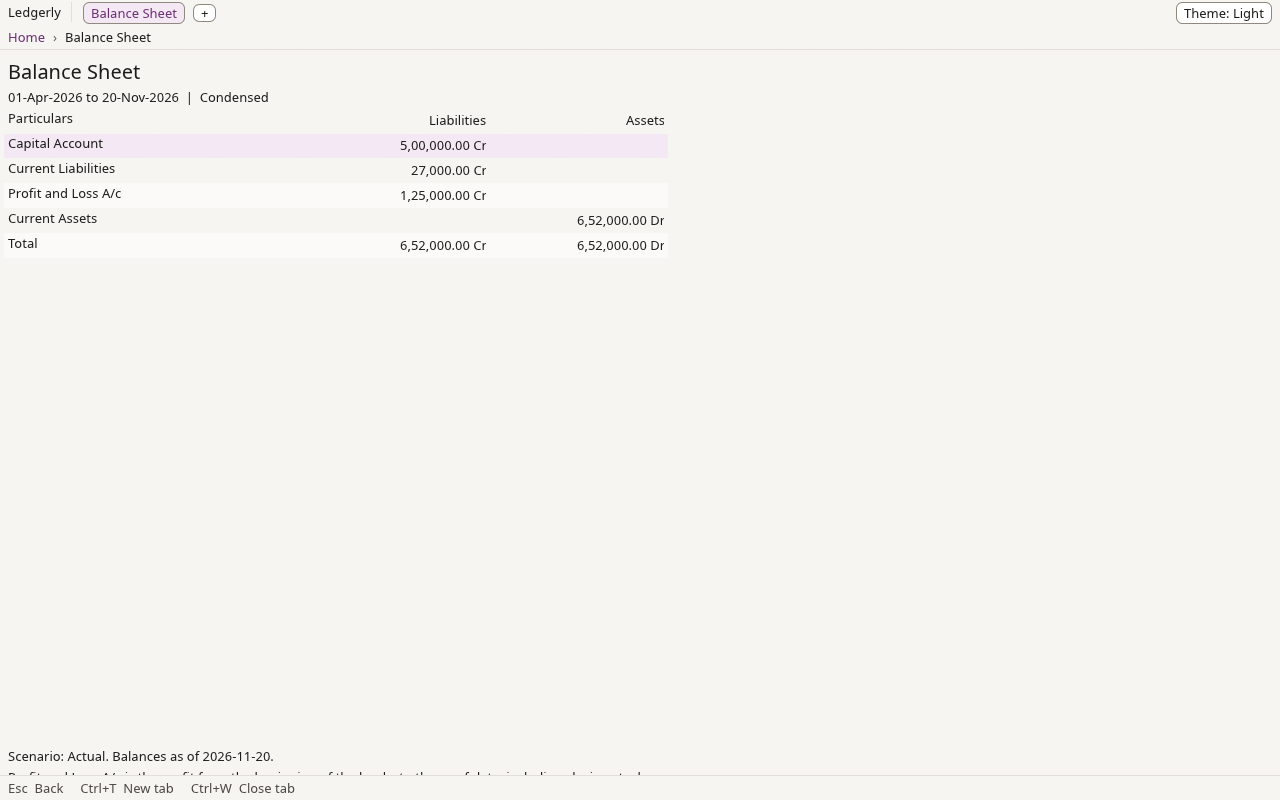 Ledgerly Balance Sheet + Theme: Light
Home › Balance Sheet
Balance Sheet
01-Apr-2026 to 20-Nov-2026 | Condensed
Particulars Liabilities Assets
Capital Account 5,00,000.00 Cr
Current Liabilities 27,000.00 Cr
Profit and Loss A/c 1,25,000.00 Cr
Current Assets 6,52,000.00 Dr
Total 6,52,000.00 Cr 6,52,000.00 Dr
Scenario: Actual. Balances as of 2026-11-20.
Esc Back Ctrl+T New tab Ctrl+W Close tab